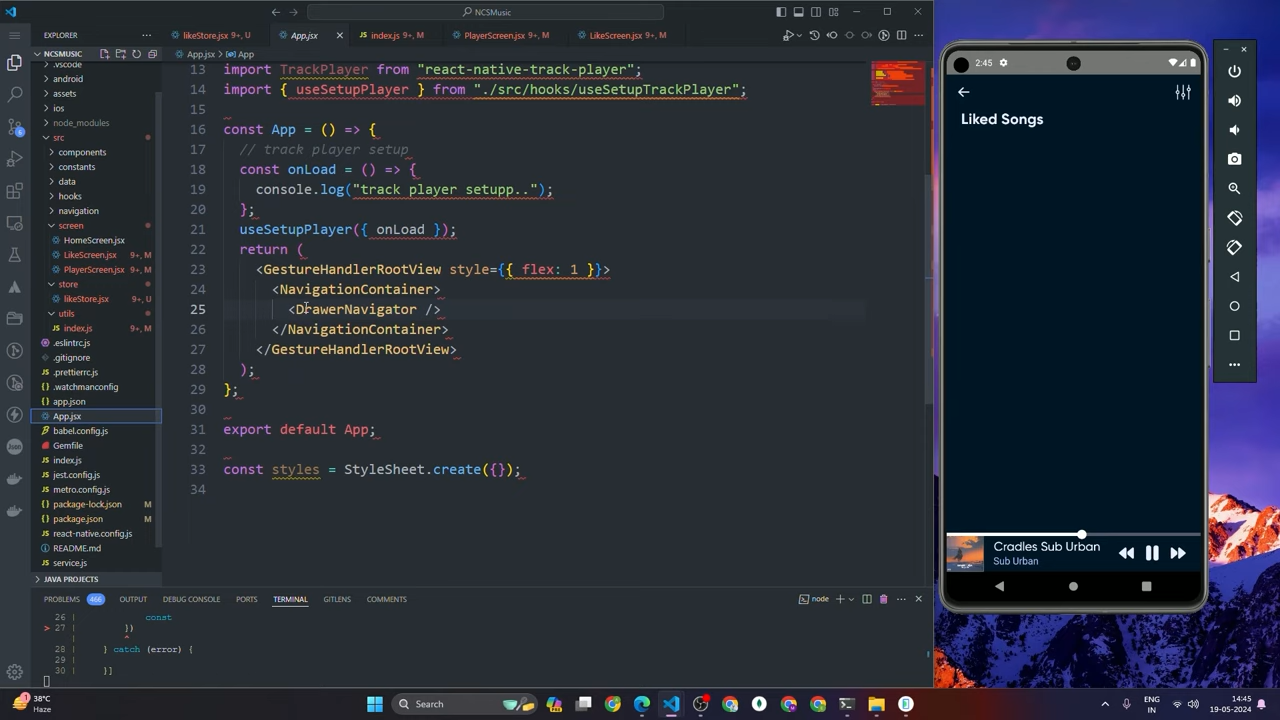 NCSMusic
EXPLORER
likeStore.jsx 9+, U
App.jsx
index.js 9+, M
PlayerScreen.jsx 9+, M
LikeScreen.jsx 9+, M
NCSMUSIC
App.jsx > App
.vscode
android
assets
ios
node_modules
src
components
constants
data
hooks
navigation
screen
HomeScreen.jsx
LikeScreen.jsx 9+, M
PlayerScreen.jsx 9+, M
store
likeStore.jsx 9+, U
utils
index.js 9+, M
.eslintrc.js
.gitignore
.prettierrc.js
.watchmanconfig
app.json
App.jsx
babel.config.js
Gemfile
index.js
jest.config.js
metro.config.js
package-lock.json M
package.json M
react-native.config.js
README.md
service.js
JAVA PROJECTS
13 import TrackPlayer from "react-native-track-player";
14 import { useSetupPlayer } from "./src/hooks/useSetupTrackPlayer";
15
16 const App = () => {
17 // track player setup
18 const onLoad = () => {
19 console.log("track player setupp..");
20 };
21 useSetupPlayer({ onLoad });
22 return (
23 <GestureHandlerRootView style={{ flex: 1 }}>
24 <NavigationContainer>
25 <DrawerNavigator />
26 </NavigationContainer>
27 </GestureHandlerRootView>
28 );
29 };
30
31 export default App;
32
33 const styles = StyleSheet.create({});
34
PROBLEMS 466 OUTPUT DEBUG CONSOLE PORTS TERMINAL GITLENS COMMENTS
node
26 | const
> 27 | })
| ^
28 | } catch (error) {
29 |
30 | }]
2:45
Liked Songs
Cradles Sub Urban
Sub Urban
38°C
Haze
Search
ENG
IN
14:45
19-05-2024